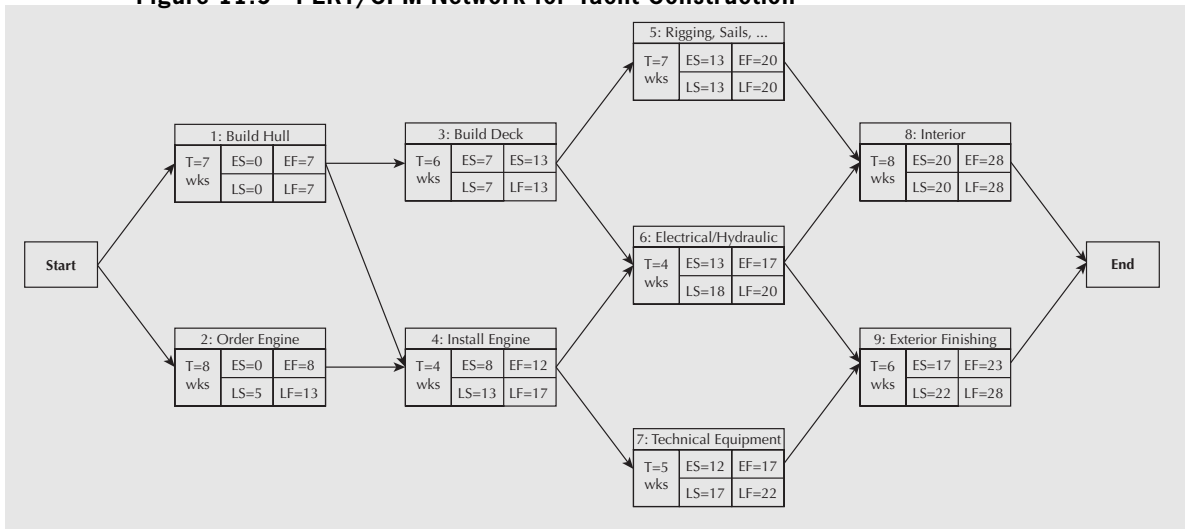 Figure 11.5 PERT/CPM Network for Yacht Construction
5: Rigging, Sails, ...
T=7 wks
ES=13 EF=20
LS=13 LF=20
1: Build Hull
T=7 wks
ES=0 EF=7
LS=0 LF=7
3: Build Deck
T=6 wks
ES=7 ES=13
LS=7 LF=13
8: Interior
T=8 wks
ES=20 EF=28
LS=20 LF=28
Start
6: Electrical/Hydraulic
T=4 wks
ES=13 EF=17
LS=18 LF=20
End
2: Order Engine
T=8 wks
ES=0 EF=8
LS=5 LF=13
4: Install Engine
T=4 wks
ES=8 EF=12
LS=13 LF=17
9: Exterior Finishing
T=6 wks
ES=17 EF=23
LS=22 LF=28
7: Technical Equipment
T=5 wks
ES=12 EF=17
LS=17 LF=22